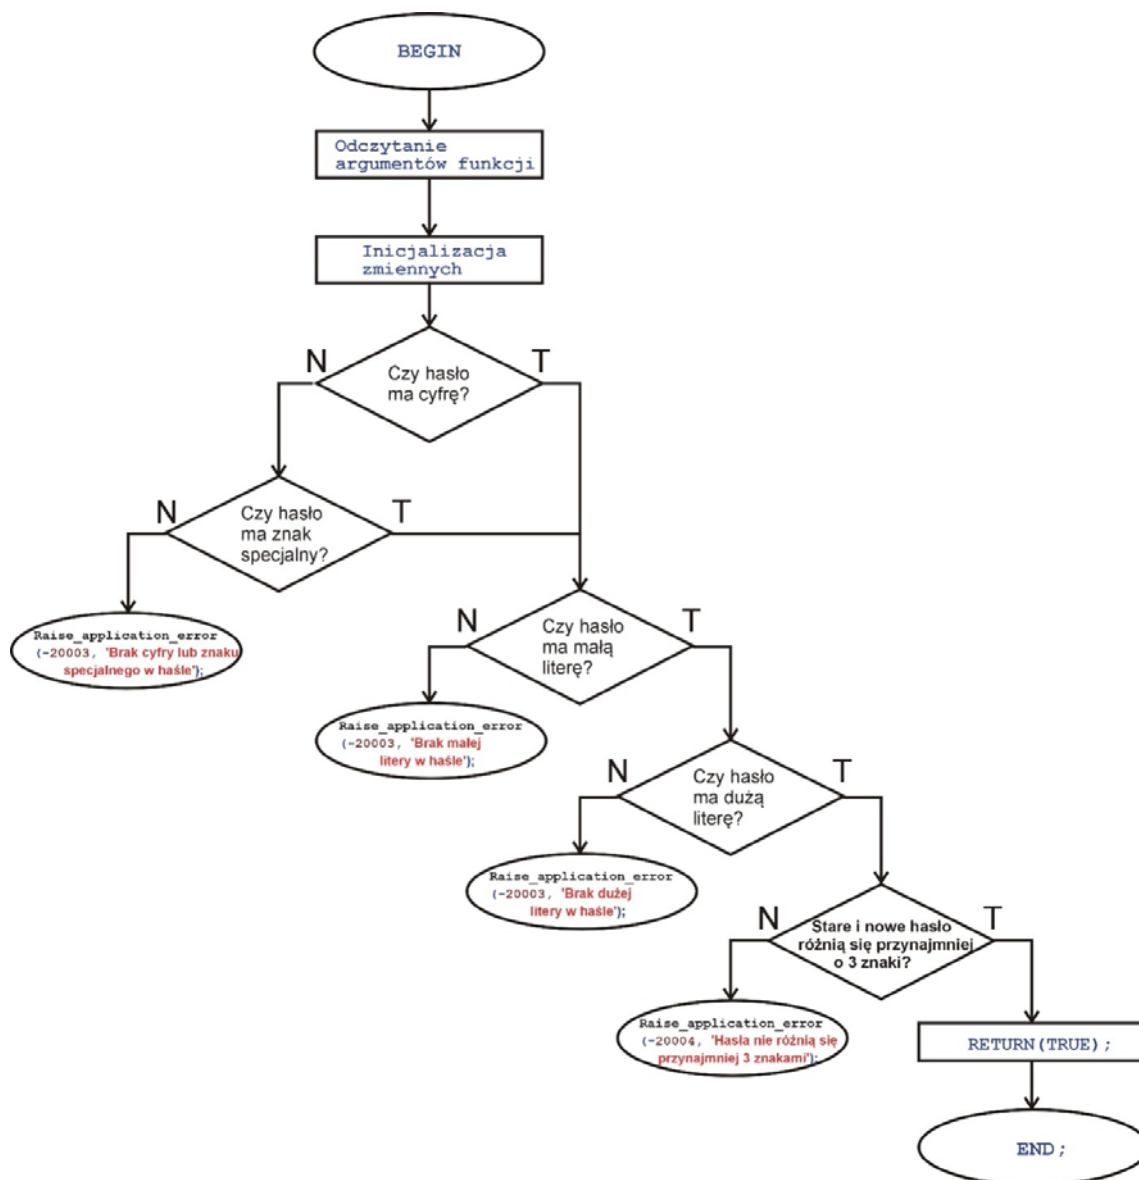 BEGIN
Odczytanie
argumentów funkcji
Inicjalizacja
zmiennych
N
T
Czy hasło
ma cyfrę?
N
T
Czy hasło
ma znak
specjalny?
Raise_application_error
(-20003, 'Brak cyfry lub znaku
specjalnego w haśle');
N
T
Czy hasło
ma małą
literę?
Raise_application_error
(-20003, 'Brak małej
litery w haśle');
N
T
Czy hasło
ma dużą
literę?
Raise_application_error
(-20003, 'Brak dużej
litery w haśle');
N
T
Stare i nowe hasło
różnią się przynajmniej
o 3 znaki?
Raise_application_error
(-20004, 'Hasła nie różnią się
przynajmniej 3 znakami');
RETURN(TRUE);
END;